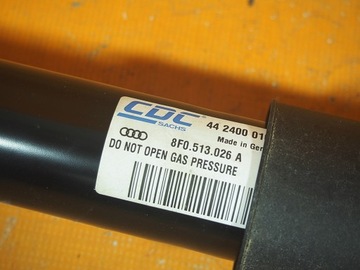 CDC
SACHS
44 2400 01
Made in Ger
8F0.513.026 A
DO NOT OPEN GAS PRESSURE